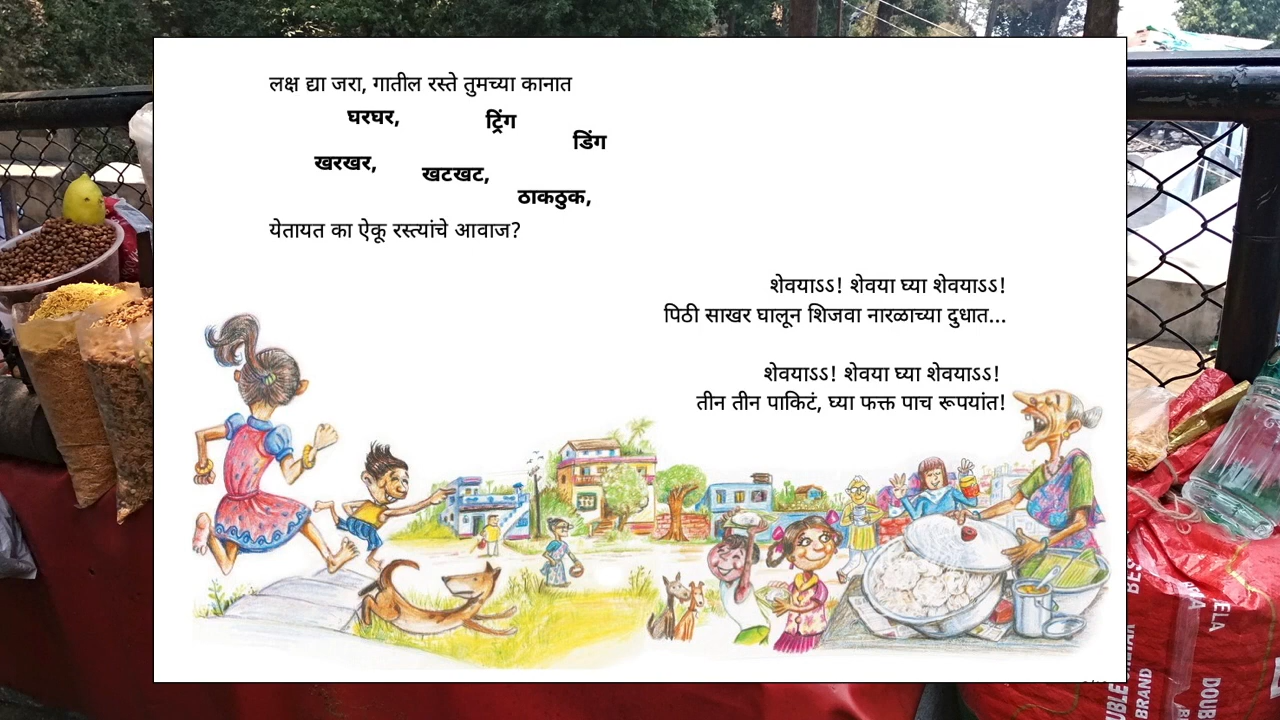 लक्ष द्या जरा, गातील रस्ते तुमच्या कानात
घरघर, ट्रिंग
डिंग
खरखर, खटखट,
ठाकठुक,
येतायत का ऐकू रस्त्यांचे आवाज?
शेवयाऽऽ! शेवया घ्या शेवयाऽऽ!
पिठी साखर घालून शिजवा नारळाच्या दुधात...
शेवयाऽऽ! शेवया घ्या शेवयाऽऽ!
तीन तीन पाकिटं, घ्या फक्त पाच रूपयांत!
BRAND